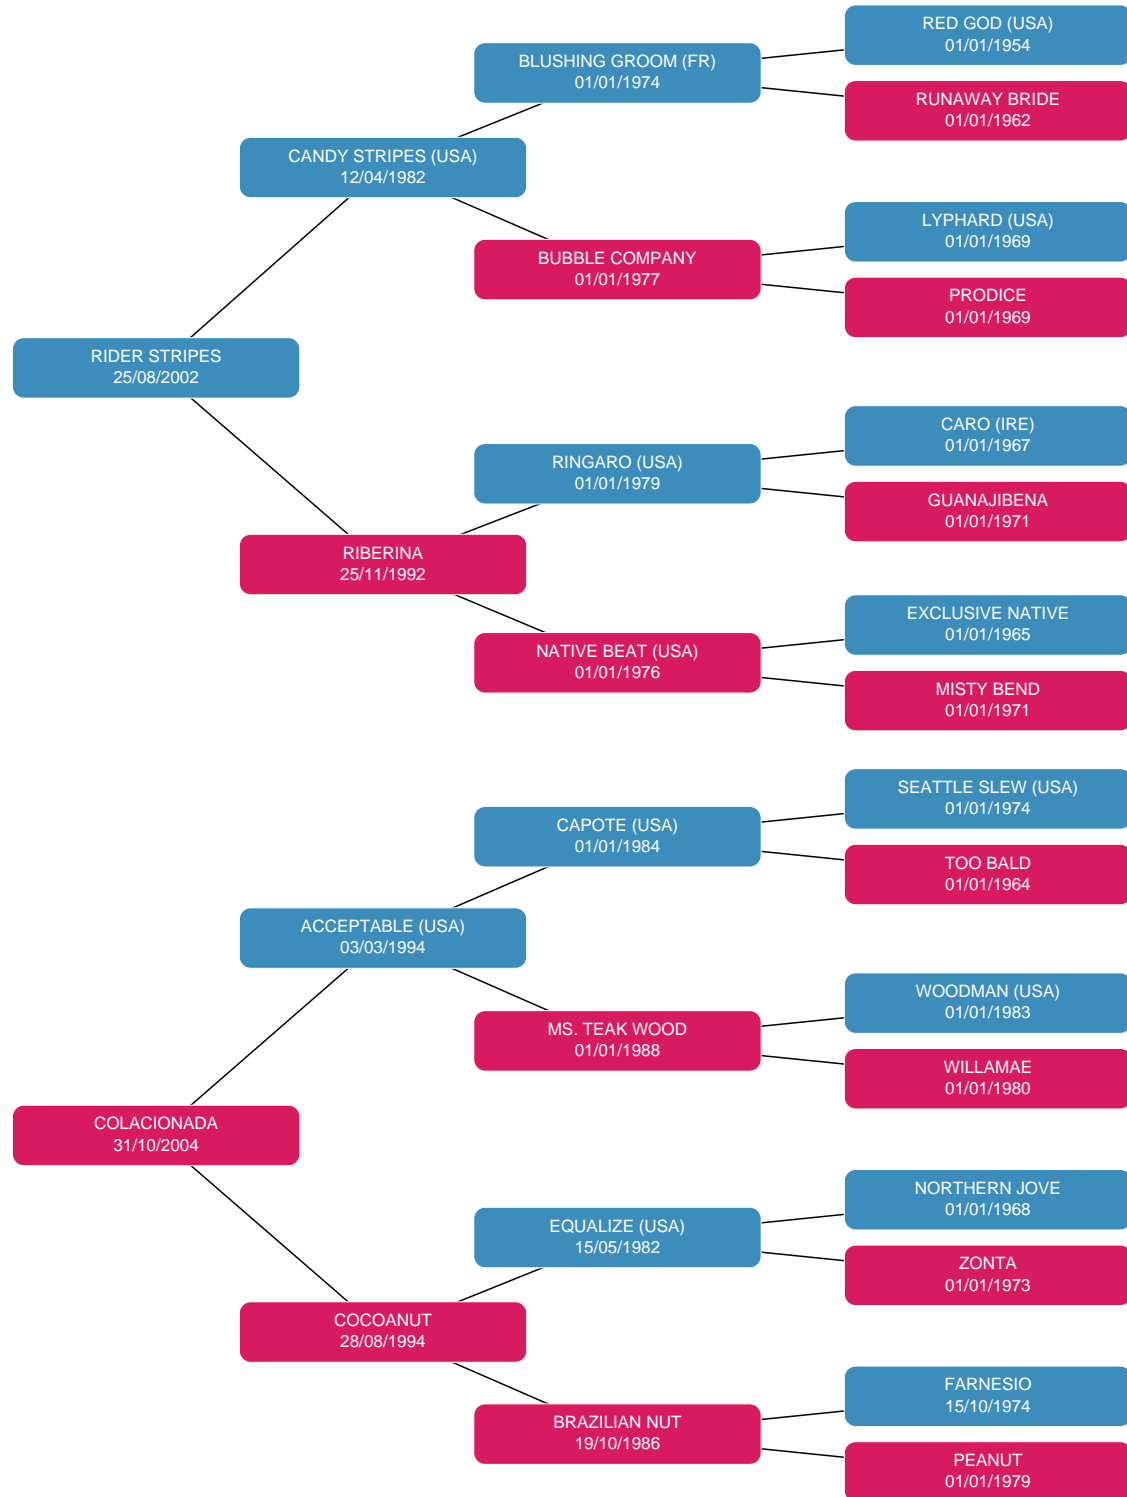 RED GOD (USA)
01/01/1954
BLUSHING GROOM (FR)
01/01/1974
RUNAWAY BRIDE
01/01/1962
CANDY STRIPES (USA)
12/04/1982
LYPHARD (USA)
01/01/1969
BUBBLE COMPANY
01/01/1977
PRODICE
01/01/1969
RIDER STRIPES
25/08/2002
CARO (IRE)
01/01/1967
RINGARO (USA)
01/01/1979
GUANAJIBENA
01/01/1971
RIBERINA
25/11/1992
EXCLUSIVE NATIVE
01/01/1965
NATIVE BEAT (USA)
01/01/1976
MISTY BEND
01/01/1971
SEATTLE SLEW (USA)
01/01/1974
CAPOTE (USA)
01/01/1984
TOO BALD
01/01/1964
ACCEPTABLE (USA)
03/03/1994
WOODMAN (USA)
01/01/1983
MS. TEAK WOOD
01/01/1988
WILLAMAE
01/01/1980
COLACIONADA
31/10/2004
NORTHERN JOVE
01/01/1968
EQUALIZE (USA)
15/05/1982
ZONTA
01/01/1973
COCOANUT
28/08/1994
FARNESIO
15/10/1974
BRAZILIAN NUT
19/10/1986
PEANUT
01/01/1979